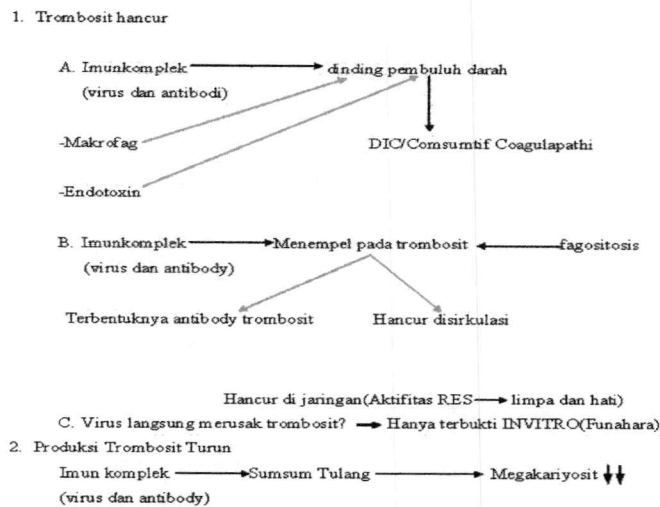 1. Trombosit hancur
A. Imunkomplek dinding pembuluh darah
(virus dan antibodi)
-Makrofag DIC/Comsumtif Coagulapathi
-Endotoxin
B. Imunkomplek Menempel pada trombosit fagositosis
(virus dan antibody)
Terbentuknya antibody trombosit Hancur disirkulasi
Hancur di jaringan(Aktifitas RES → limpa dan hati)
C. Virus langsung merusak trombosit? → Hanya terbukti INVITRO(Funahara)
2. Produksi Trombosit Turun
Imun komplek Sumsum Tulang Megakariyosit ↓↓
(virus dan antibody)